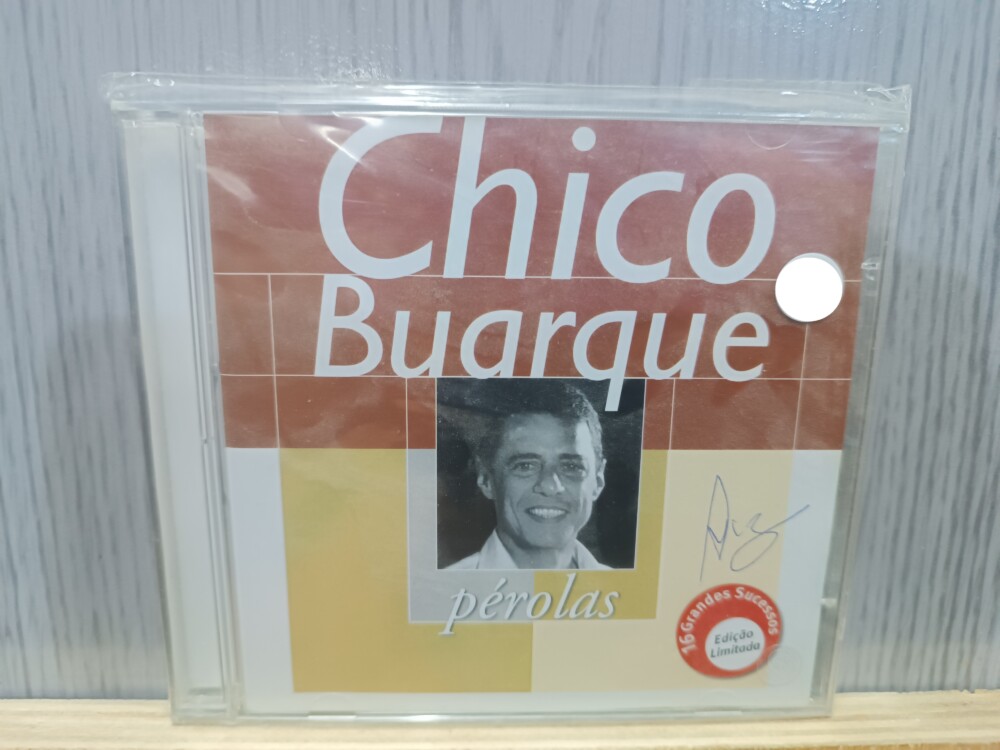 Chico
Buarque
pérolas
16 Grandes Sucessos
Edição
Limitada